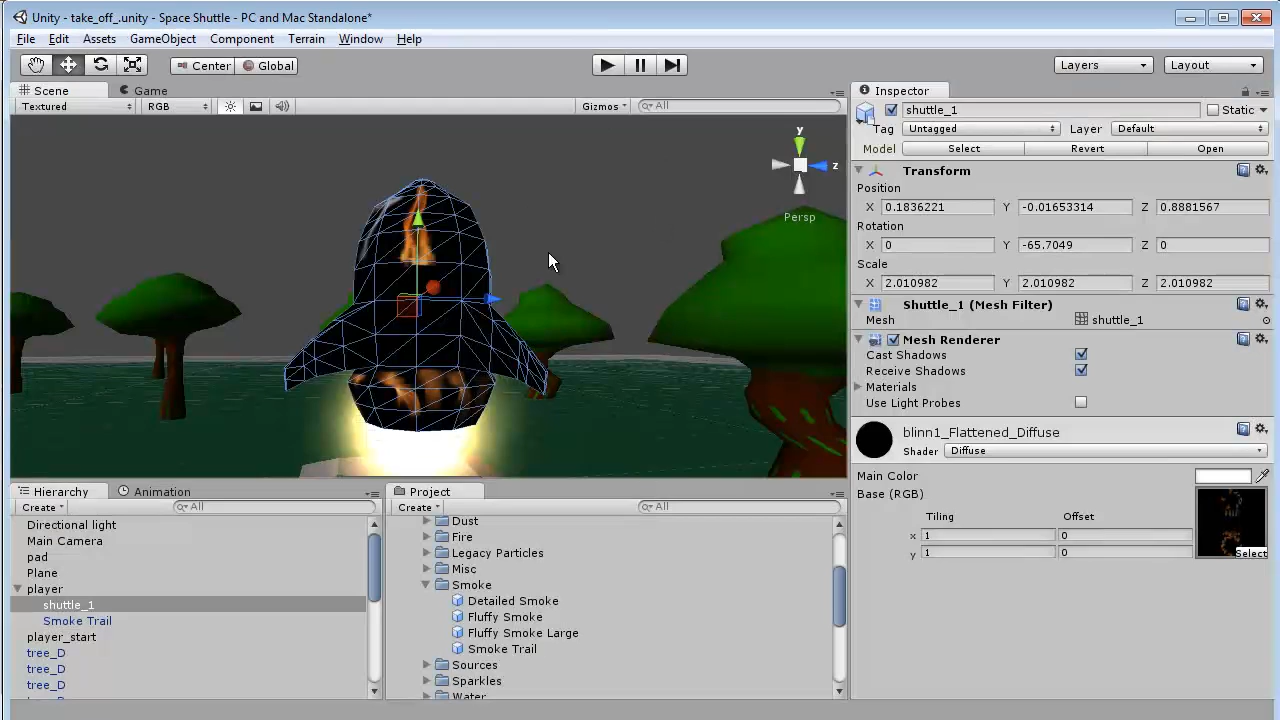 Unity - take_off_.unity - Space Shuttle - PC and Mac Standalone*
File Edit Assets GameObject Component Terrain Window Help
Center Global Layers Layout
Scene Game
Textured RGB Gizmos All
y
z
Persp
Inspector
shuttle_1 Static
Tag Untagged Layer Default
Model Select Revert Open
Transform
Position
X 0.1836221 Y -0.01653314 Z 0.8881567
Rotation
X 0 Y -65.7049 Z 0
Scale
X 2.010982 Y 2.010982 Z 2.010982
Shuttle_1 (Mesh Filter)
Mesh shuttle_1
Mesh Renderer
Cast Shadows
Receive Shadows
Materials
Use Light Probes
blinn1_Flattened_Diffuse
Shader Diffuse
Main Color
Base (RGB)
Tiling Offset
x 1 0
y 1 0
Select
Hierarchy Animation
Create All
Directional light
Main Camera
pad
Plane
player
shuttle_1
Smoke Trail
player_start
tree_D
tree_D
tree_D
Project
Create All
Dust
Fire
Legacy Particles
Misc
Smoke
Detailed Smoke
Fluffy Smoke
Fluffy Smoke Large
Smoke Trail
Sources
Sparkles
Water